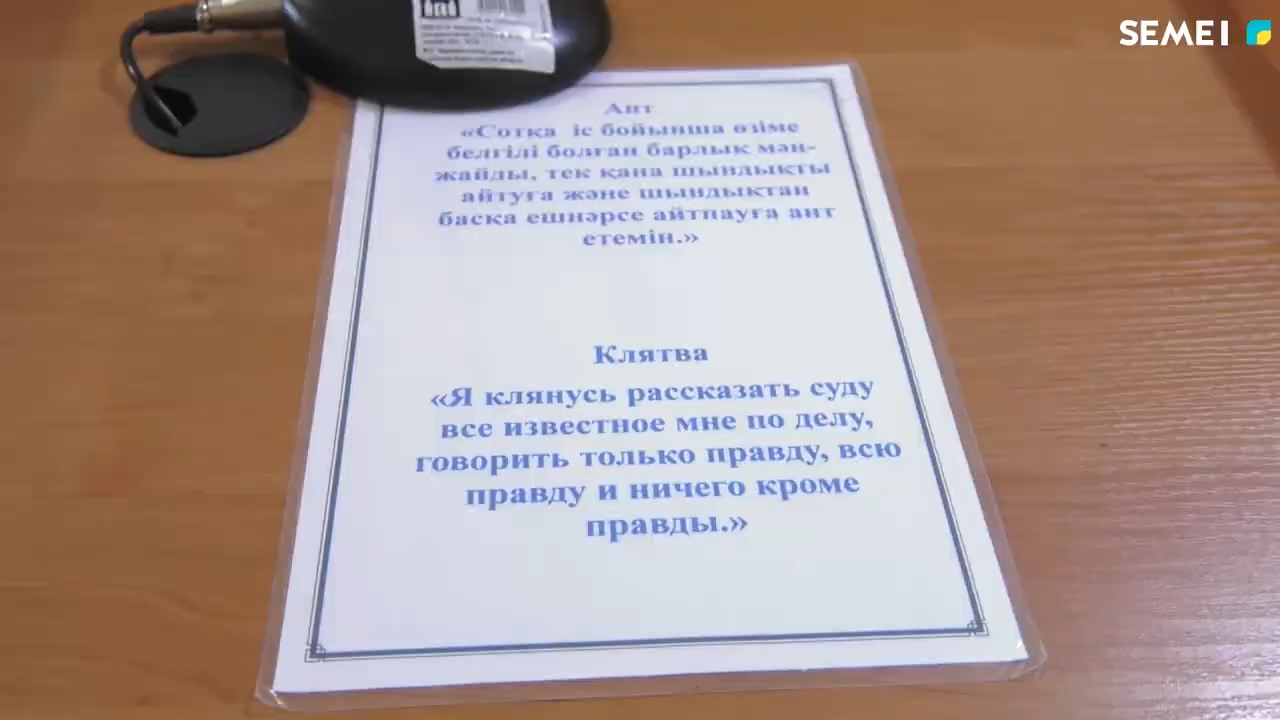 SEMEI
Ант
«Сотқа іс бойынша өзіме
белгілі болған барлық мән-
жайды, тек қана шындықты
айтуға және шындықтан
басқа ешнәрсе айтпауға ант
етемін.»
Клятва
«Я клянусь рассказать суду
все известное мне по делу,
говорить только правду, всю
правду и ничего кроме
правды.»